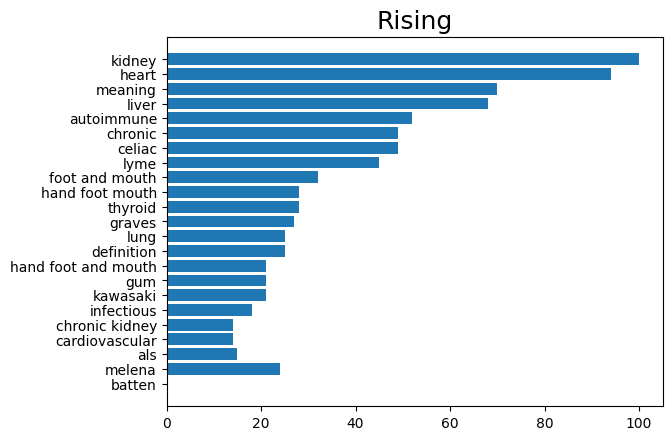 Rising
kidney
heart
meaning
liver
autoimmune
chronic
celiac
lyme
foot and mouth
hand foot mouth
thyroid
graves
lung
definition
hand foot and mouth
gum
kawasaki
infectious
chronic kidney
cardiovascular
als
melena
batten
0 20 40 60 80 100